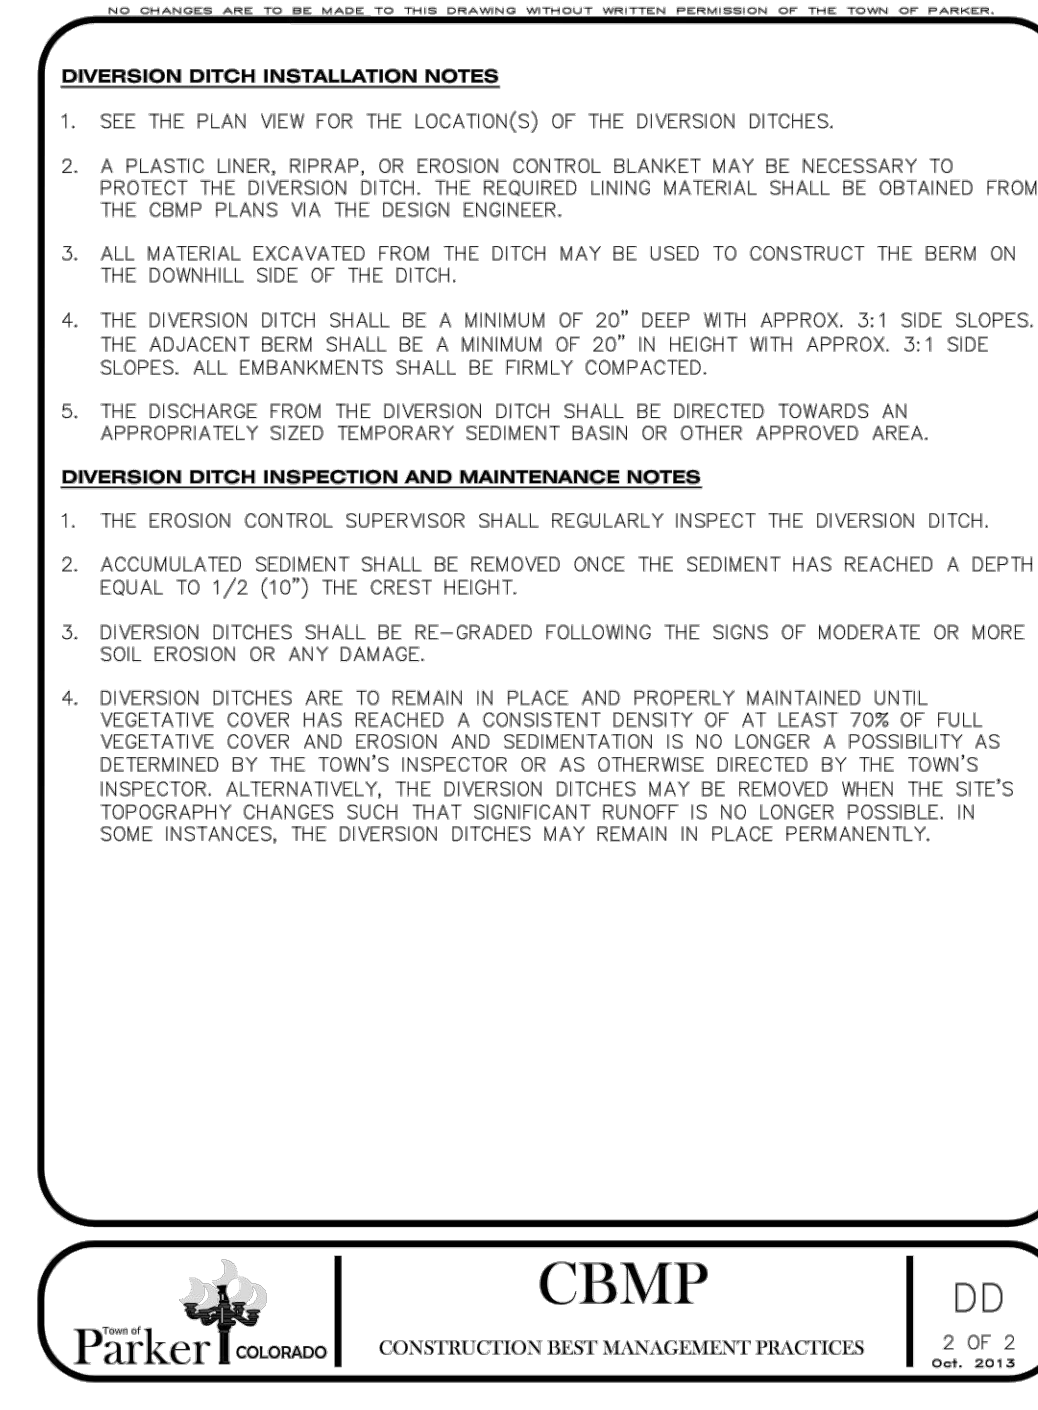 NO CHANGES ARE TO BE MADE TO THIS DRAWING WITHOUT WRITTEN PERMISSION OF THE TOWN OF PARKER.
DIVERSION DITCH INSTALLATION NOTES
1. SEE THE PLAN VIEW FOR THE LOCATION(S) OF THE DIVERSION DITCHES.
2. A PLASTIC LINER, RIPRAP, OR EROSION CONTROL BLANKET MAY BE NECESSARY TO
PROTECT THE DIVERSION DITCH. THE REQUIRED LINING MATERIAL SHALL BE OBTAINED FROM
THE CBMP PLANS VIA THE DESIGN ENGINEER.
3. ALL MATERIAL EXCAVATED FROM THE DITCH MAY BE USED TO CONSTRUCT THE BERM ON
THE DOWNHILL SIDE OF THE DITCH.
4. THE DIVERSION DITCH SHALL BE A MINIMUM OF 20" DEEP WITH APPROX. 3:1 SIDE SLOPES.
THE ADJACENT BERM SHALL BE A MINIMUM OF 20" IN HEIGHT WITH APPROX. 3:1 SIDE
SLOPES. ALL EMBANKMENTS SHALL BE FIRMLY COMPACTED.
5. THE DISCHARGE FROM THE DIVERSION DITCH SHALL BE DIRECTED TOWARDS AN
APPROPRIATELY SIZED TEMPORARY SEDIMENT BASIN OR OTHER APPROVED AREA.
DIVERSION DITCH INSPECTION AND MAINTENANCE NOTES
1. THE EROSION CONTROL SUPERVISOR SHALL REGULARLY INSPECT THE DIVERSION DITCH.
2. ACCUMULATED SEDIMENT SHALL BE REMOVED ONCE THE SEDIMENT HAS REACHED A DEPTH
EQUAL TO 1/2 (10") THE CREST HEIGHT.
3. DIVERSION DITCHES SHALL BE RE-GRADED FOLLOWING THE SIGNS OF MODERATE OR MORE
SOIL EROSION OR ANY DAMAGE.
4. DIVERSION DITCHES ARE TO REMAIN IN PLACE AND PROPERLY MAINTAINED UNTIL
VEGETATIVE COVER HAS REACHED A CONSISTENT DENSITY OF AT LEAST 70% OF FULL
VEGETATIVE COVER AND EROSION AND SEDIMENTATION IS NO LONGER A POSSIBILITY AS
DETERMINED BY THE TOWN'S INSPECTOR OR AS OTHERWISE DIRECTED BY THE TOWN'S
INSPECTOR. ALTERNATIVELY, THE DIVERSION DITCHES MAY BE REMOVED WHEN THE SITE'S
TOPOGRAPHY CHANGES SUCH THAT SIGNIFICANT RUNOFF IS NO LONGER POSSIBLE. IN
SOME INSTANCES, THE DIVERSION DITCHES MAY REMAIN IN PLACE PERMANENTLY.
Town of
Parker
COLORADO
CBMP
CONSTRUCTION BEST MANAGEMENT PRACTICES
DD
2 OF 2
Oct. 2013